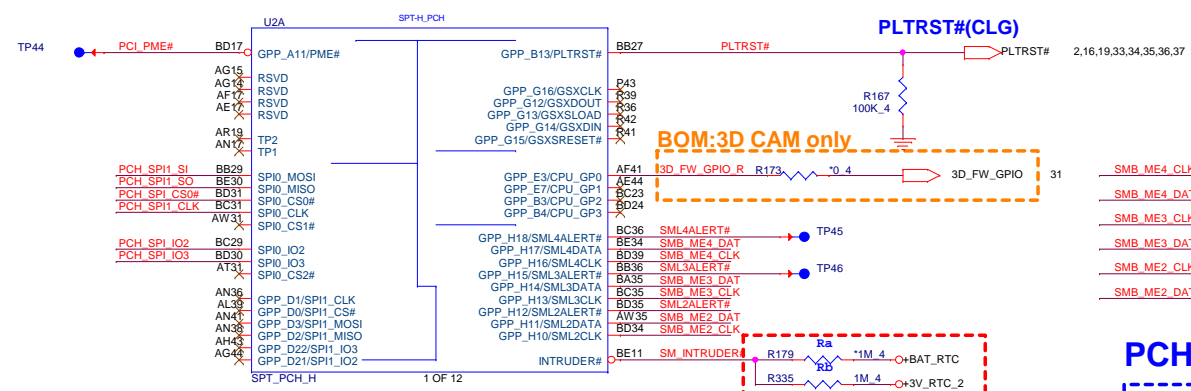 U2A
SPT-H_PCH
PLTRST#(CLG)
TP44
PCI_PME# BD17 GPP_A11/PME#
GPP_B13/PLTRST# BB27 PLTRST#
PLTRST# 2,16,19,33,34,35,36,37
AG15 RSVD
AG14 RSVD
AF17 RSVD
AE17 RSVD
AR19 TP2
AN17 TP1
GPP_G16/GSXCLK P43
GPP_G12/GSXDOUT R39
GPP_G13/GSXSLOAD R36
GPP_G14/GSXDIN R42
GPP_G15/GSXSRESET# R41
R167
100K_4
BOM:3D CAM only
PCH_SPI1_SI BB29 SPI0_MOSI
PCH_SPI1_SO BE30 SPI0_MISO
PCH_SPI_CS0# BD31 SPI0_CS0#
PCH_SPI1_CLK BC31 SPI0_CLK
AW31 SPI0_CS1#
GPP_E3/CPU_GP0 AF41 3D_FW_GPIO_R R173 *0_4 3D_FW_GPIO 31
GPP_E7/CPU_GP1 AE44
GPP_B3/CPU_GP2 BC23
GPP_B4/CPU_GP3 BD24
PCH_SPI_IO2 BC29 SPI0_IO2
PCH_SPI_IO3 BD30 SPI0_IO3
AT31 SPI0_CS2#
GPP_H18/SML4ALERT# BC36 SML4ALERT# TP45
GPP_H17/SML4DATA BE34 SMB_ME4_DAT
GPP_H16/SML4CLK BD39 SMB_ME4_CLK
GPP_H15/SML3ALERT# BB36 SML3ALERT# TP46
GPP_H14/SML3DATA BA35 SMB_ME3_DAT
GPP_H13/SML3CLK BC35 SMB_ME3_CLK
GPP_H12/SML2ALERT# BD35 SML2ALERT#
GPP_H11/SML2DATA AW35 SMB_ME2_DAT
GPP_H10/SML2CLK BD34 SMB_ME2_CLK
AN36 GPP_D1/SPI1_CLK
AL39 GPP_D0/SPI1_CS#
AN41 GPP_D3/SPI1_MOSI
AN38 GPP_D2/SPI1_MISO
AH43 GPP_D22/SPI1_IO3
AG44 GPP_D21/SPI1_IO2
INTRUDER# BE11 SM_INTRUDER#
Ra
R179 *1M_4 +BAT_RTC
Rb
R335 1M_4 +3V_RTC_2
SPT_PCH_H 1 OF 12
SMB_ME4_CLK
SMB_ME4_DAT
SMB_ME3_CLK
SMB_ME3_DAT
SMB_ME2_CLK
SMB_ME2_DAT
PCH